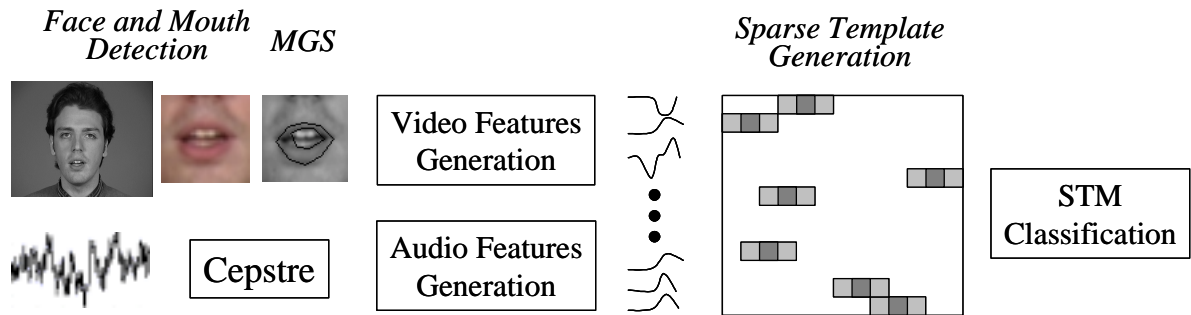 Face and Mouth
Detection
MGS
Sparse Template
Generation
Video Features
Generation
STM
Classification
Cepstre
Audio Features
Generation